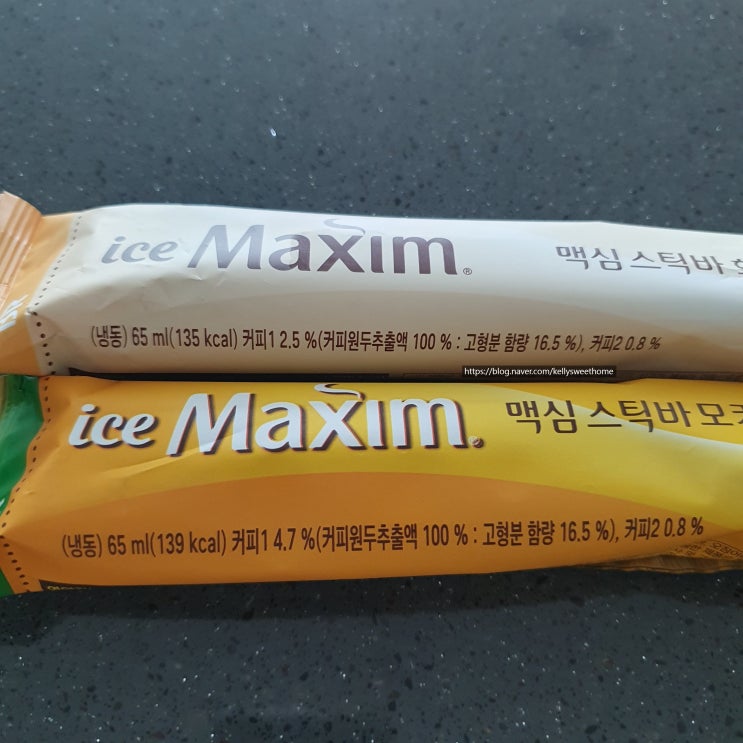 ice Maxim®
맥심 스틱바
(냉동) 65 ml(135 kcal) 커피1 2.5 %(커피원두추출액 100 % : 고형분 함량 16.5 %), 커피2 0.8 %
https://blog.naver.com/kellysweethome
ice Maxim®
맥심 스틱바 모
(냉동) 65 ml(139 kcal) 커피1 4.7 %(커피원두추출액 100 % : 고형분 함량 16.5 %), 커피2 0.8 %